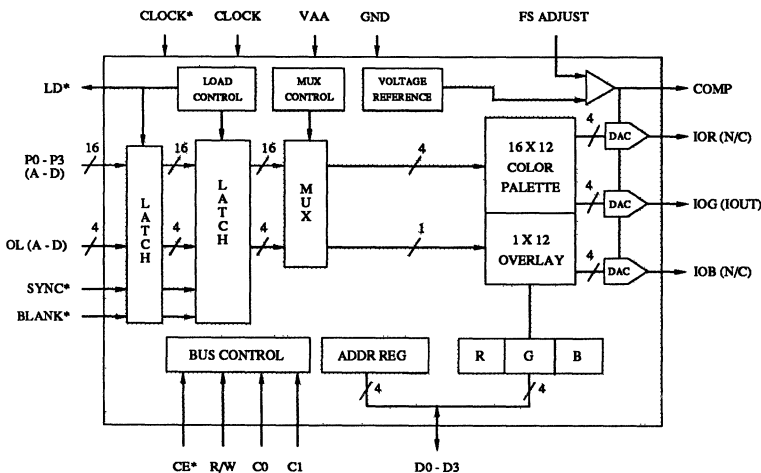 CLOCK* CLOCK VAA GND FS ADJUST
LD*
LOAD
CONTROL
MUX
CONTROL
VOLTAGE
REFERENCE
COMP
P0 - P3
(A - D)
16
LATCH
16
LATCH
16
MUX
4
16 X 12
COLOR
PALETTE
4
DAC
IOR (N/C)
4
DAC
IOG (IOUT)
OL (A - D)
4
4
4
1
1 X 12
OVERLAY
4
DAC
IOB (N/C)
SYNC*
BLANK*
BUS CONTROL
ADDR REG
R G B
4
4
CE* R/W C0 C1
D0 - D3